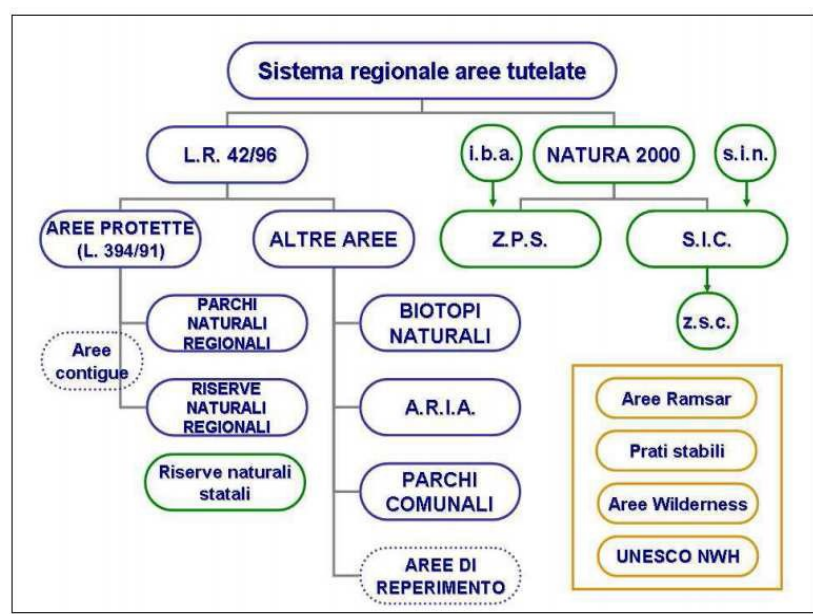 Sistema regionale aree tutelate
L.R. 42/96
i.b.a.
NATURA 2000
s.i.n.
AREE PROTETTE
(L. 394/91)
ALTRE AREE
Z.P.S.
S.I.C.
PARCHI
NATURALI
REGIONALI
BIOTOPI
NATURALI
z.s.c.
Aree
contigue
RISERVE
NATURALI
REGIONALI
A.R.I.A.
Riserve naturali
statali
PARCHI
COMUNALI
AREE DI
REPERIMENTO
Aree Ramsar
Prati stabili
Aree Wilderness
UNESCO NWH